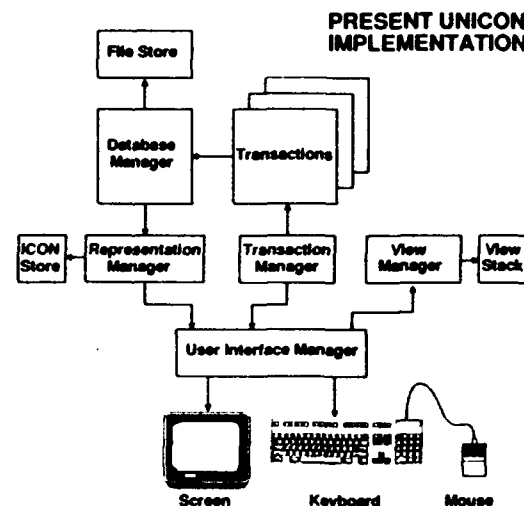 PRESENT UNICON
IMPLEMENTATION
File Store
Database
Manager
Transactions
ICON
Store
Representation
Manager
Transaction
Manager
View
Manager
View
Stack
User Interface Manager
Screen
Keyboard
Mouse